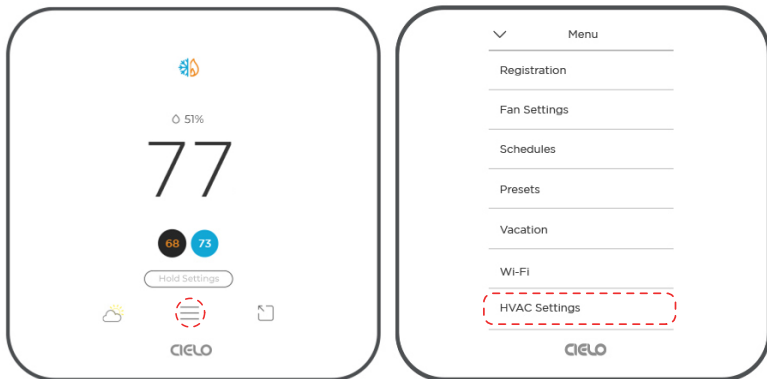 51%
77
68 73
Hold Settings
CIELO
Menu
Registration
Fan Settings
Schedules
Presets
Vacation
Wi-Fi
HVAC Settings
CIELO